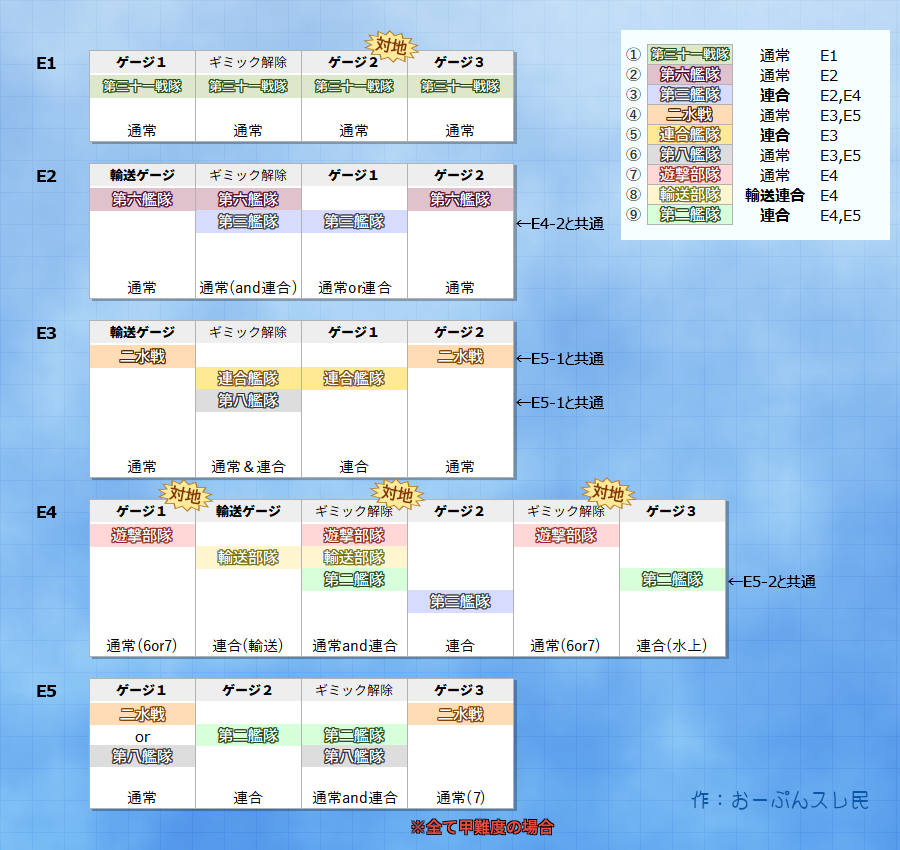 E1
対地
ゲージ１ ギミック解除 ゲージ２ ゲージ３
第三十一戦隊 第三十一戦隊 第三十一戦隊 第三十一戦隊
通常 通常 通常 通常
① 第三十一戦隊 通常 E1
② 第六艦隊 通常 E2
③ 第三艦隊 連合 E2,E4
④ 二水戦 通常 E3,E5
⑤ 連合艦隊 連合 E3
⑥ 第八艦隊 通常 E3,E5
⑦ 遊撃部隊 通常 E4
⑧ 輸送部隊 輸送連合 E4
⑨ 第二艦隊 連合 E4,E5
E2
輸送ゲージ ギミック解除 ゲージ１ ゲージ２
第六艦隊 第六艦隊 第六艦隊
第三艦隊 第三艦隊 ←E4-2と共通
通常 通常(and連合) 通常or連合 通常
E3
輸送ゲージ ギミック解除 ゲージ１ ゲージ２
二水戦 二水戦 ←E5-1と共通
連合艦隊 連合艦隊
第八艦隊 ←E5-1と共通
通常 通常＆連合 連合 通常
E4
対地 対地 対地
ゲージ１ 輸送ゲージ ギミック解除 ゲージ２ ギミック解除 ゲージ３
遊撃部隊 遊撃部隊 遊撃部隊
輸送部隊 輸送部隊
第二艦隊 第二艦隊 ←E5-2と共通
第三艦隊
通常(6or7) 連合(輸送) 通常and連合 連合 通常(6or7) 連合(水上)
E5
ゲージ１ ゲージ２ ギミック解除 ゲージ３
二水戦 二水戦
or 第二艦隊 第二艦隊
第八艦隊 第八艦隊
通常 連合 通常and連合 通常(7)
作：おーぷんスレ民
※全て甲難度の場合